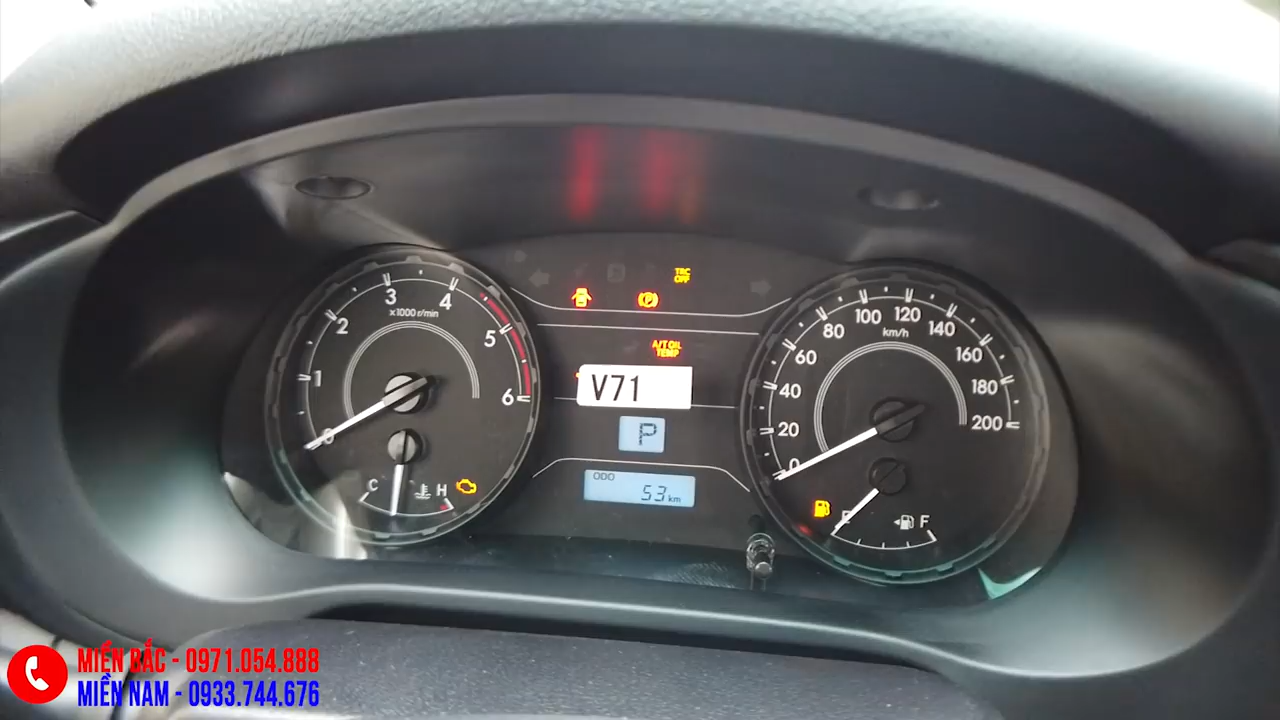 TRC
OFF
3
4
x1000 r/min
2
5
1
6
0
C
H
100
120
80
km/h
140
60
160
40
180
20
200
0
A/T OIL
TEMP
V71
P
ODO
53 km
E
F
MIỀN BẮC - 0971.054.888
MIỀN NAM - 0933.744.676